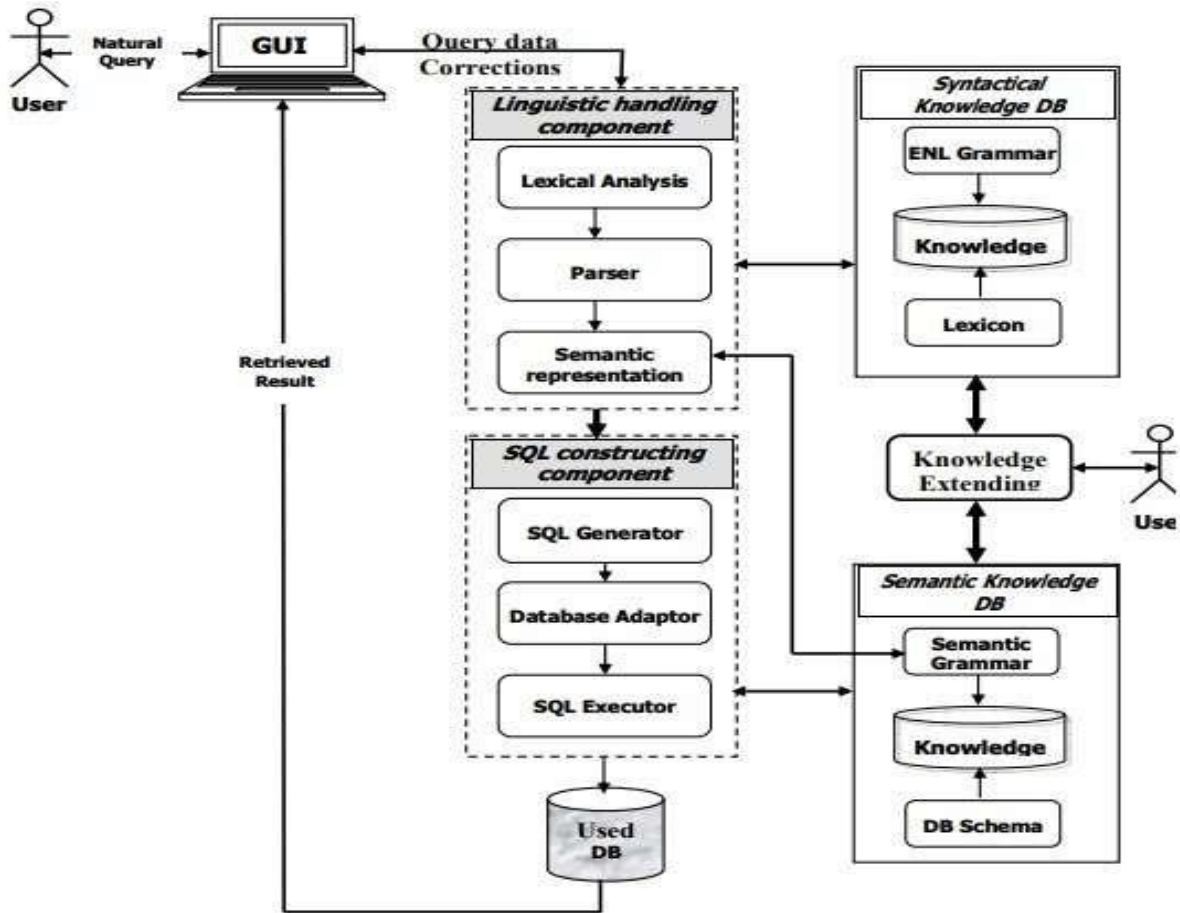 Natural
Query
User
GUI
Query data
Corrections
Linguistic handling
component
Lexical Analysis
Parser
Semantic
representation
SQL constructing
component
SQL Generator
Database Adaptor
SQL Executor
Used
DB
Retrieved
Result
Syntactical
Knowledge DB
ENL Grammar
Knowledge
Lexicon
Knowledge
Extending
Use
Semantic Knowledge
DB
Semantic
Grammar
Knowledge
DB Schema